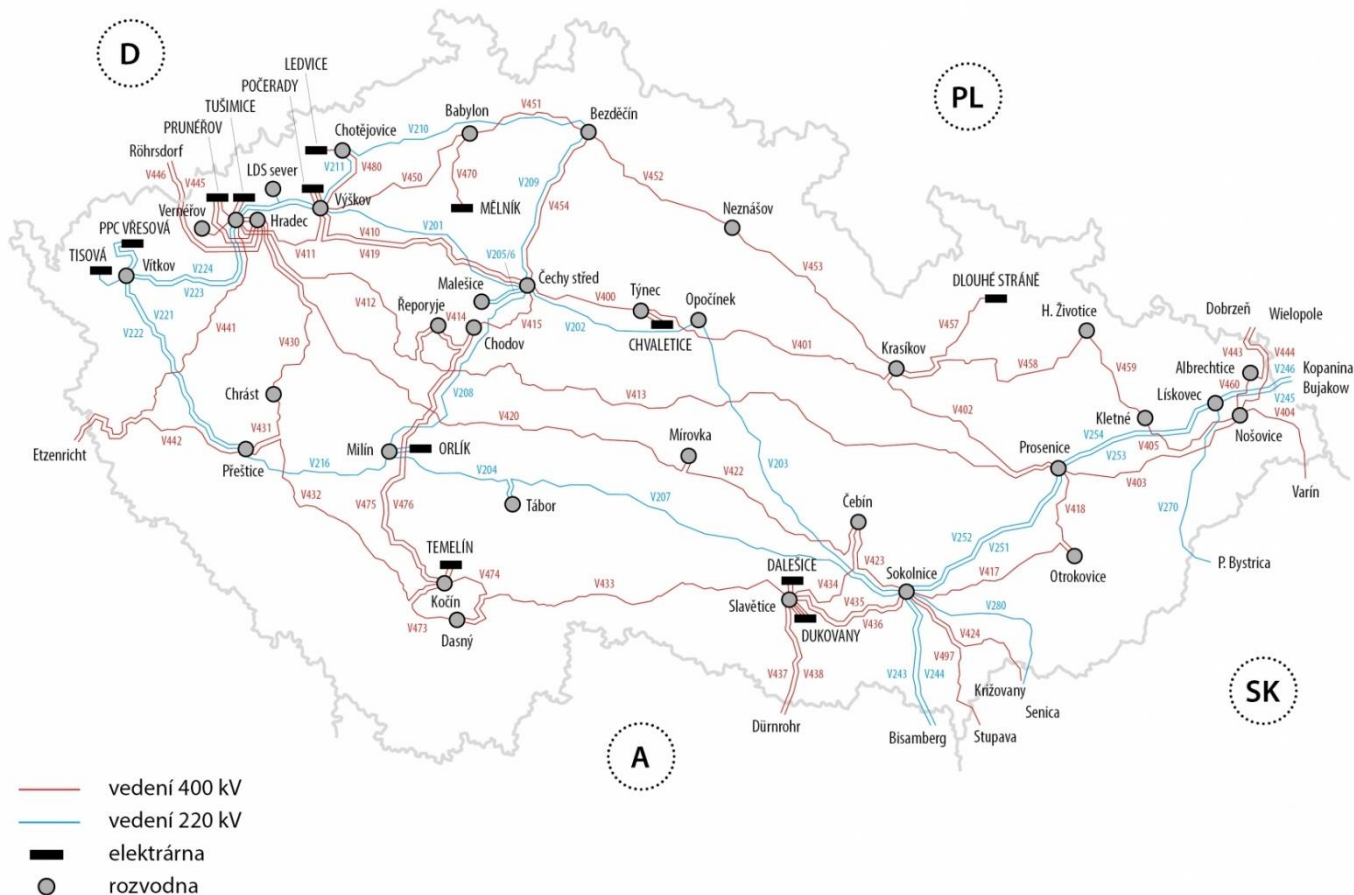 D
PL
SK
A
LEDVICE
POČERADY
TUŠIMICE
PRUNÉŘOV
Röhrsdorf
V446
V445
LDS sever
Chotějovice
V210
V211
V480
Babylon
V451
Bezděčín
V450
V470
MĚLNÍK
V209
V454
V452
Neznášov
V453
Vernéřov
Hradec
Výškov
V410
V411
V419
V201
PPC VŘESOVÁ
TISOVÁ
Vítkov
V224
V223
V222
V221
V441
V430
V412
V205/6
Malešice
Čechy střed
Řeporyje
V414
Chodov
V415
V400
V202
Týnec
CHVALETICE
Opočínek
V401
DLOUHÉ STRÁNĚ
V457
Krasíkov
V458
H. Životice
V459
V402
Dobrzeň
Wielopole
V443
V444
Albrechtice
V460
V246
Kopanina
Bujakow
V245
Lískovec
V404
Nošovice
Kletné
V405
V254
V253
V403
Varín
Prosenice
V270
P. Bystrica
Chrást
V431
V442
Etzenricht
Přeštice
V216
V432
V208
Milín
ORLÍK
V413
V420
Mírovka
V422
V203
V204
Tábor
V207
V475
V476
TEMELÍN
Kočín
V474
V473
Dasný
V433
Čebín
V423
V434
DALEŠICE
Slavětice
DUKOVANY
V435
V436
V437
V438
Dürnrohr
Sokolnice
V252
V251
V417
V418
Otrokovice
V280
V424
V497
V243
V244
Bisamberg
Križovany
Senica
Stupava
vedení 400 kV
vedení 220 kV
elektrárna
rozvodna